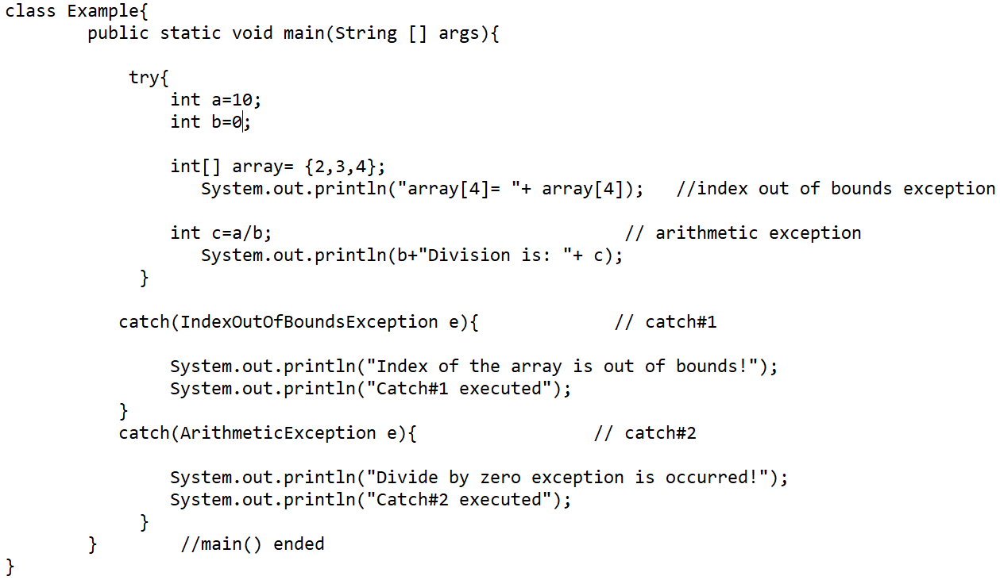 class Example{
public static void main(String [] args){
try{
int a=10;
int b=0;
int[] array= {2,3,4};
System.out.println("array[4]= "+ array[4]);   //index out of bounds exception
int c=a/b;                                  // arithmetic exception
System.out.println(b+"Division is: "+ c);
}
catch(IndexOutOfBoundsException e){             // catch#1
System.out.println("Index of the array is out of bounds!");
System.out.println("Catch#1 executed");
}
catch(ArithmeticException e){                 // catch#2
System.out.println("Divide by zero exception is occurred!");
System.out.println("Catch#2 executed");
}
}        //main() ended
}